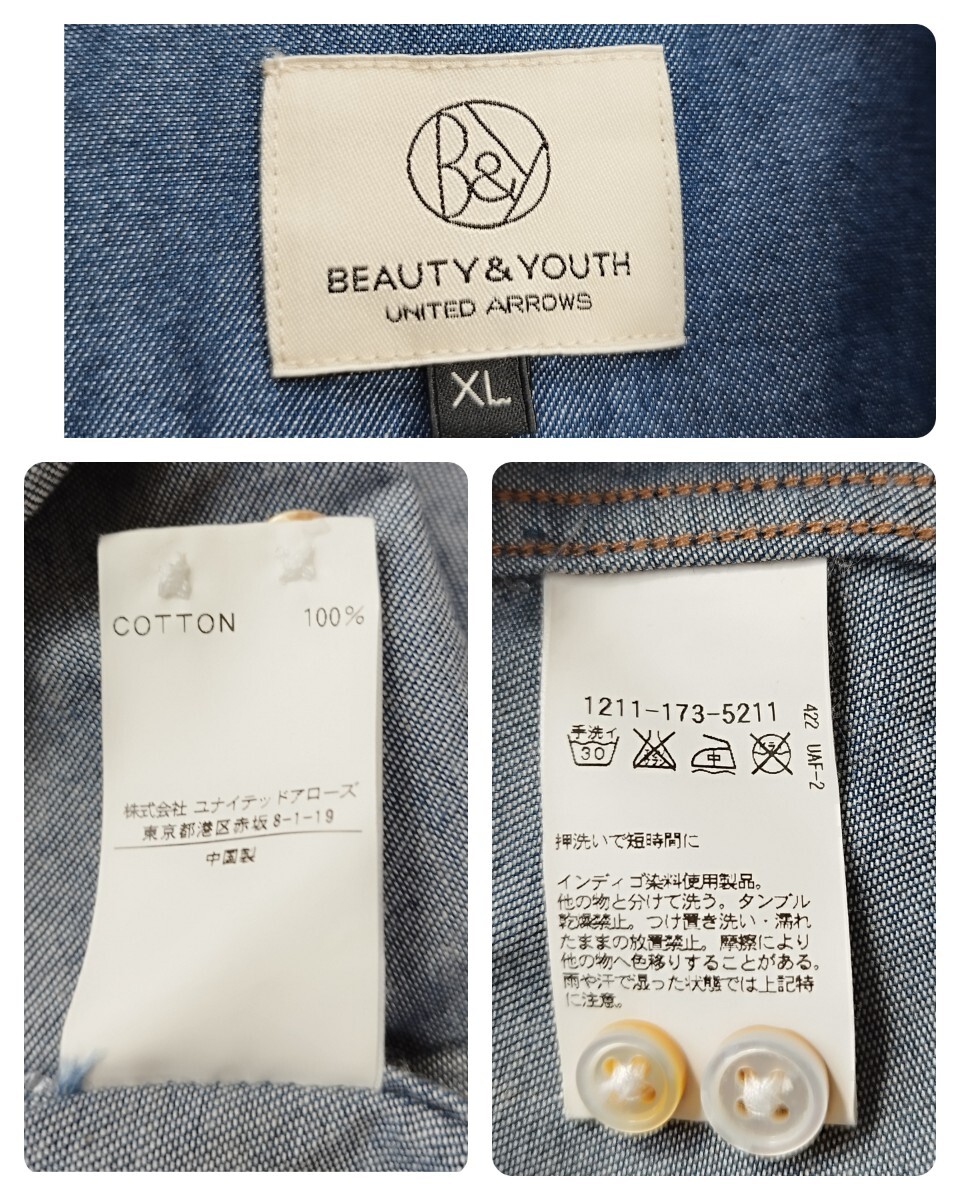 B&Y
BEAUTY & YOUTH
UNITED ARROWS
XL
COTTON 100%
株式会社 ユナイテッドアローズ
東京都港区赤坂 8-1-19
中国製
1211-173-5211
422 UAF-2
手洗イ
30
中
押洗いで短時間に
インディゴ染料使用製品。
他の物と分けて洗う。タンブル
乾燥禁止。つけ置き洗い・濡れ
たままの放置禁止。摩擦により
他の物へ色移りすることがある。
雨や汗で湿った状態では上記特
に注意。